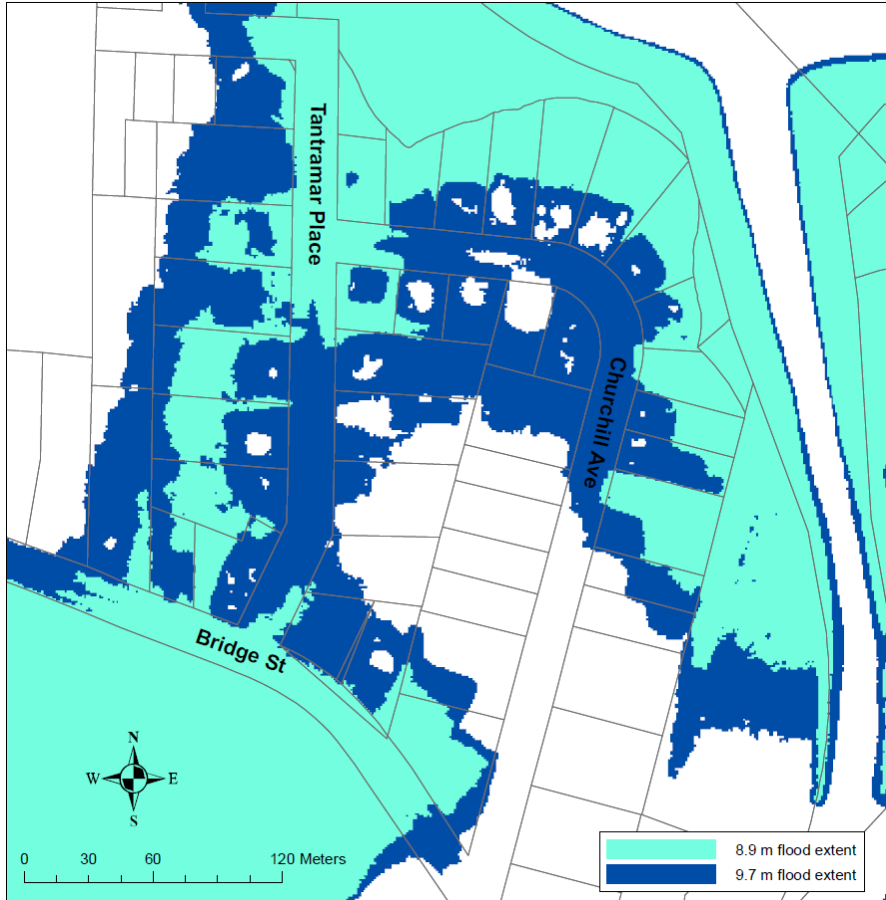 Tantramar Place
Churchill Ave
Bridge St
N
W E
S
0 30 60 120 Meters
8.9 m flood extent
9.7 m flood extent